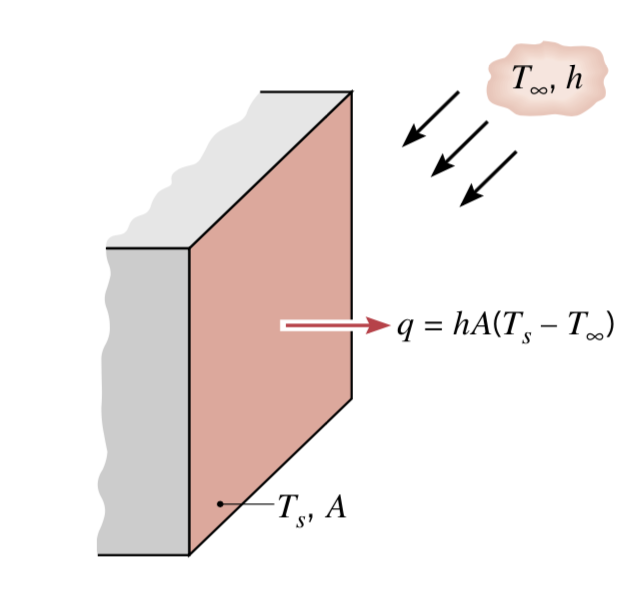 T∞, h
q = hA(Ts – T∞)
Ts, A